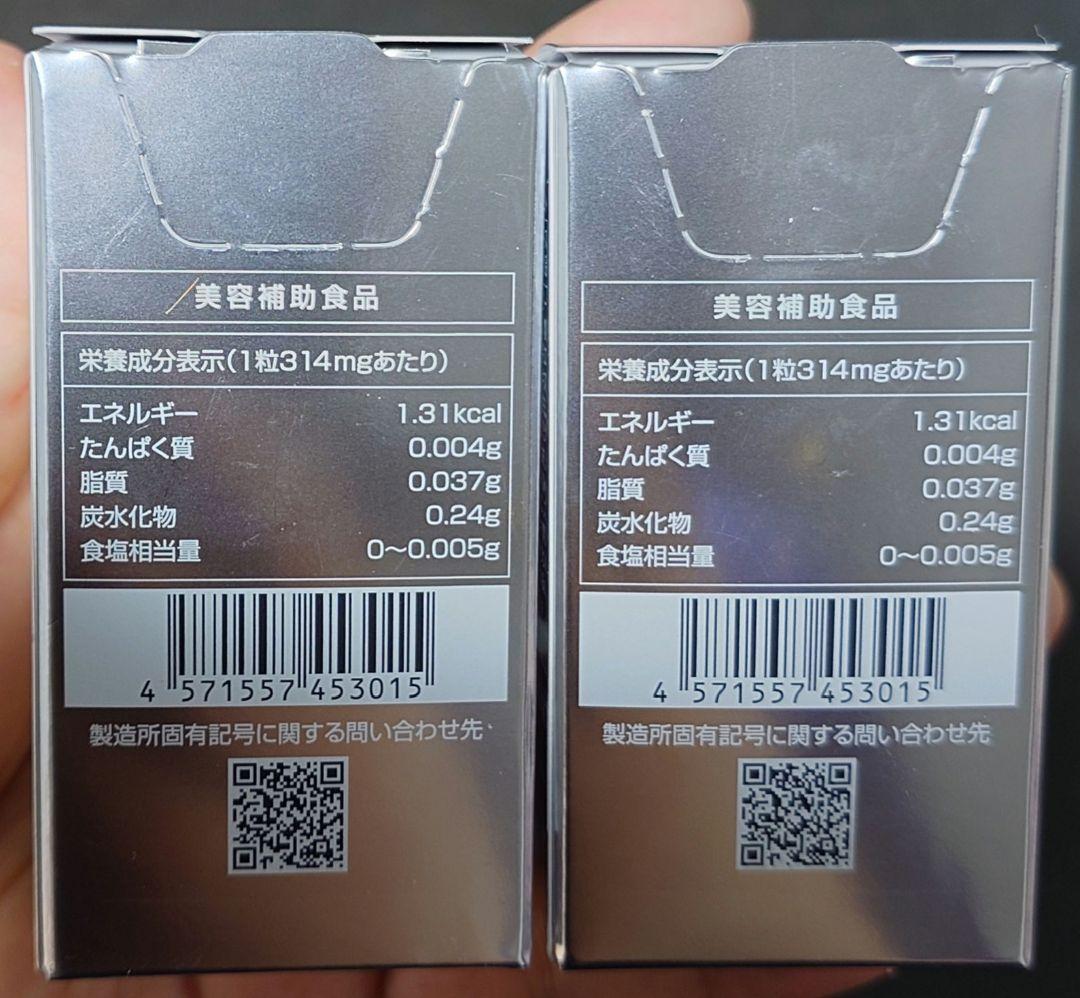 美容補助食品
栄養成分表示(1粒314mgあたり)
エネルギー 1.31kcal
たんぱく質 0.004g
脂質 0.037g
炭水化物 0.24g
食塩相当量 0〜0.005g
4 571557 453015
製造所固有記号に関する問い合わせ先
美容補助食品
栄養成分表示(1粒314mgあたり)
エネルギー 1.31kcal
たんぱく質 0.004g
脂質 0.037g
炭水化物 0.24g
食塩相当量 0〜0.005g
4 571557 453015
製造所固有記号に関する問い合わせ先